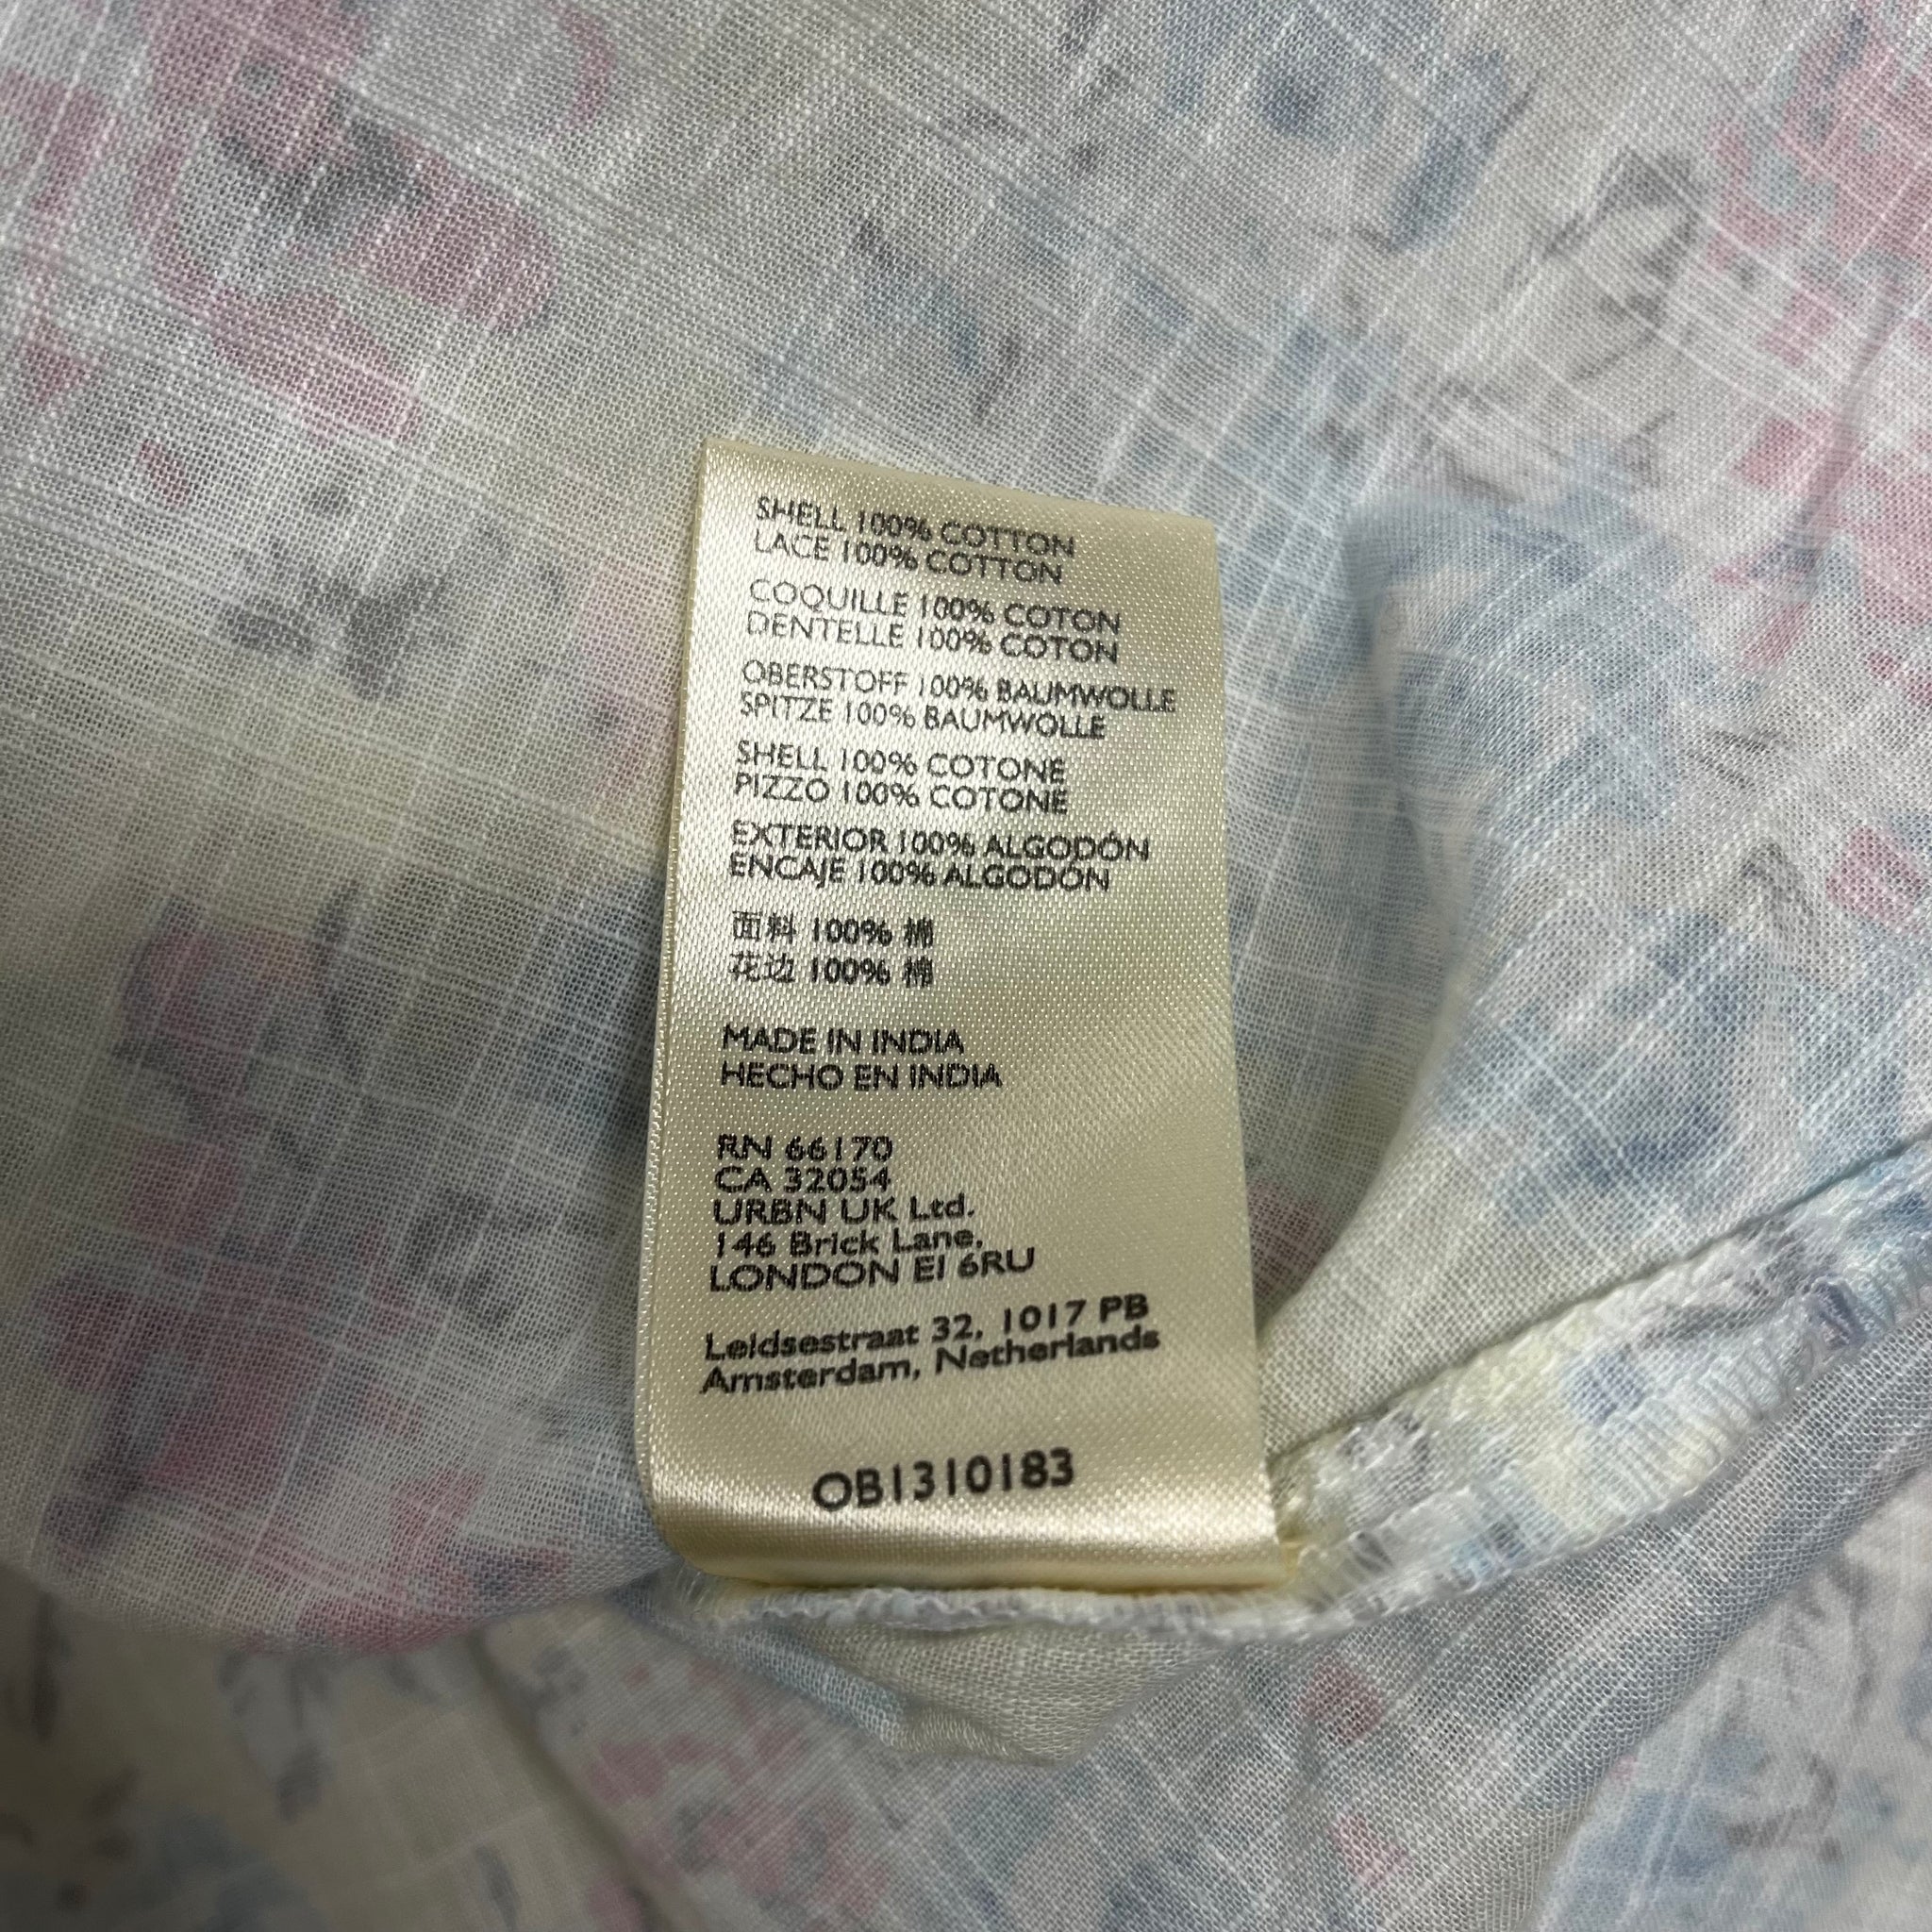 SHELL 100% COTTON
LACE 100% COTTON
COQUILLE 100% COTON
DENTELLE 100% COTON
OBERSTOFF 100% BAUMWOLLE
SPITZE 100% BAUMWOLLE
SHELL 100% COTONE
PIZZO 100% COTONE
EXTERIOR 100% ALGODÓN
ENCAJE 100% ALGODÓN
面料 100% 棉
花边 100% 棉
MADE IN INDIA
HECHO EN INDIA
RN 66170
CA 32054
URBN UK Ltd.
146 Brick Lane,
LONDON E1 6RU
Leidsestraat 32, 1017 PB
Amsterdam, Netherlands
OB1310183